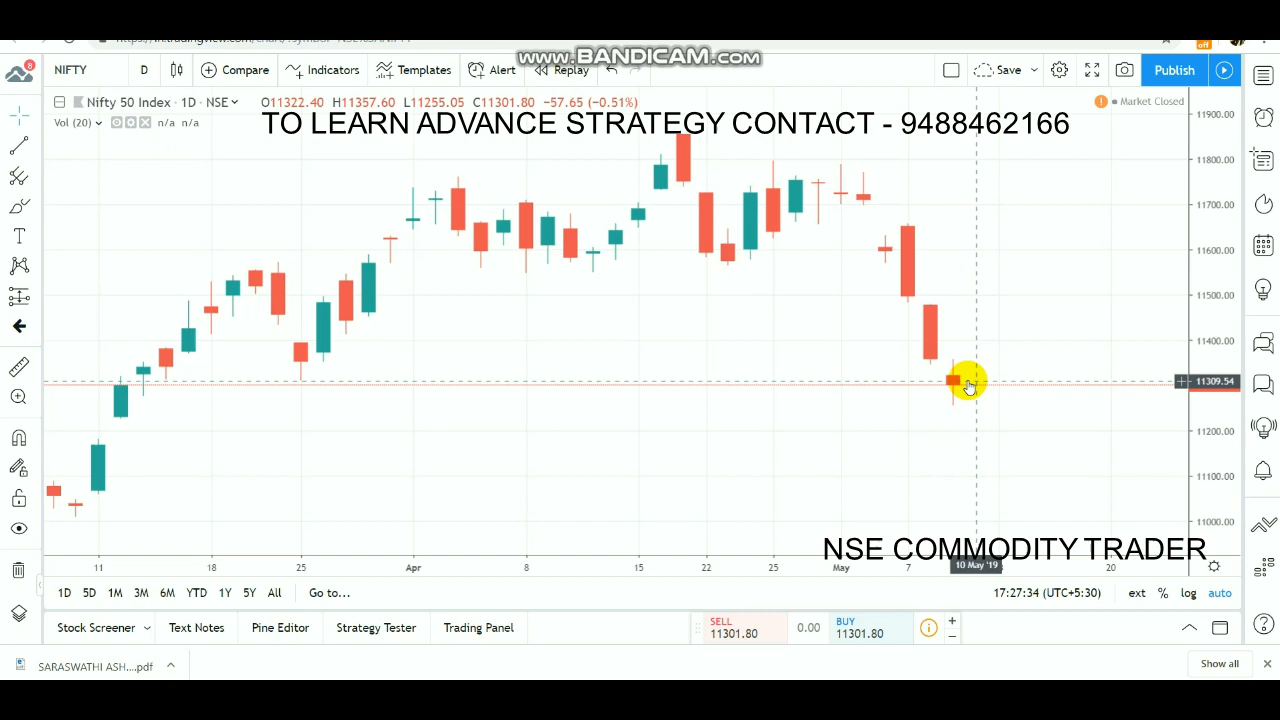 www.BANDICAM.com
8
NIFTY
D
Compare
Indicators
Templates
Alert
Replay
Save
Publish
off
Nifty 50 Index · 1D · NSE
O11322.40 H11357.60 L11255.05 C11301.80 −57.65 (−0.51%)
Market Closed
Vol (20)
n/a n/a
TO LEARN ADVANCE STRATEGY CONTACT - 9488462166
11900.00
11800.00
11700.00
11600.00
11500.00
11400.00
11309.54
11200.00
11100.00
11000.00
NSE COMMODITY TRADER
11 18 25 Apr 8 15 22 25 May 7 10 May '19 20
1D 5D 1M 3M 6M YTD 1Y 5Y All Go to...
17:27:34 (UTC+5:30) ext % log auto
Stock Screener Text Notes Pine Editor Strategy Tester Trading Panel
SELL
11301.80
0.00
BUY
11301.80
SARASWATHI ASH....pdf
Show all